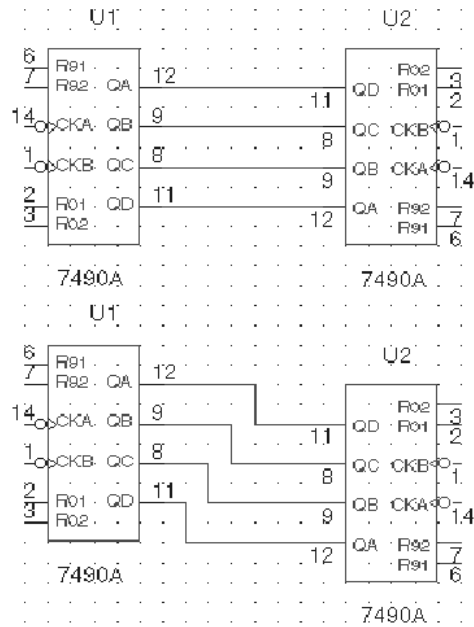 U1
U2
6
R91
R02
7
R92 QA
12
QD R01
3
11
2
14
CKA QB
9
QC CKB
8
1
1
CKB QC
8
QB CKA
9
14
2
R01 QD
11
QA R92
12
7
3
R02
R91
6
7490A
7490A
U1
U2
6
R91
7
R92 QA
12
R02
14
CKA QB
9
QD R01
3
11
2
1
CKB QC
8
QC CKB
8
1
2
R01 QD
11
QB CKA
9
14
3
R02
QA R92
12
7
R91
6
7490A
7490A